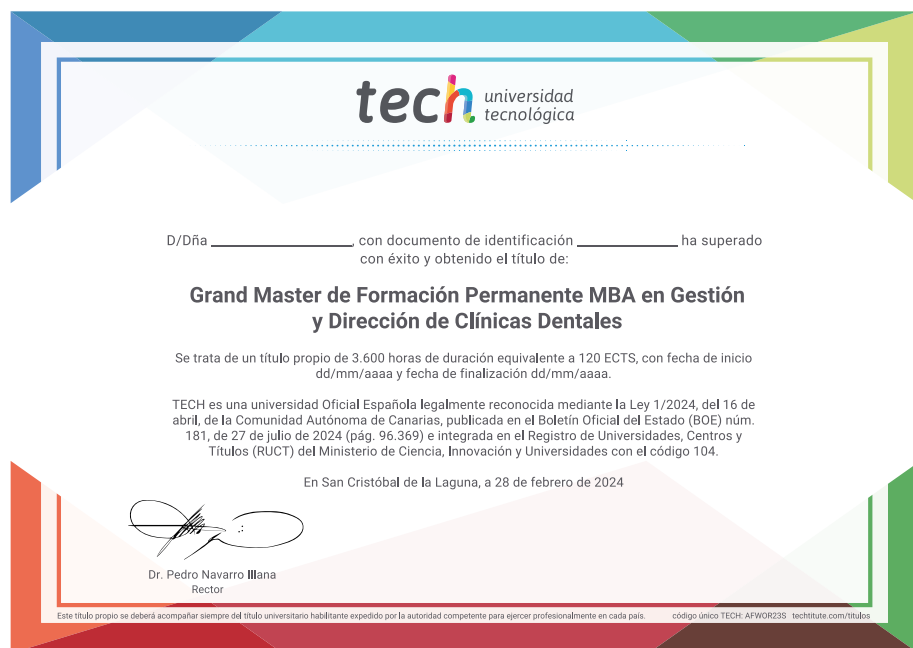 tech universidad
tecnológica
D/Dña ____________________, con documento de identificación ______________ ha superado
con éxito y obtenido el título de:
Grand Master de Formación Permanente MBA en Gestión
y Dirección de Clínicas Dentales
Se trata de un título propio de 3.600 horas de duración equivalente a 120 ECTS, con fecha de inicio
dd/mm/aaaa y fecha de finalización dd/mm/aaaa.
TECH es una universidad Oficial Española legalmente reconocida mediante la Ley 1/2024, del 16 de
abril, de la Comunidad Autónoma de Canarias, publicada en el Boletín Oficial del Estado (BOE) núm.
181, de 27 de julio de 2024 (pág. 96.369) e integrada en el Registro de Universidades, Centros y
Títulos (RUCT) del Ministerio de Ciencia, Innovación y Universidades con el código 104.
En San Cristóbal de la Laguna, a 28 de febrero de 2024
Dr. Pedro Navarro Illana
Rector
Este título propio se deberá acompañar siempre del título universitario habilitante expedido por la autoridad competente para ejercer profesionalmente en cada país. código único TECH: AFWOR23S techtitute.com/titulos